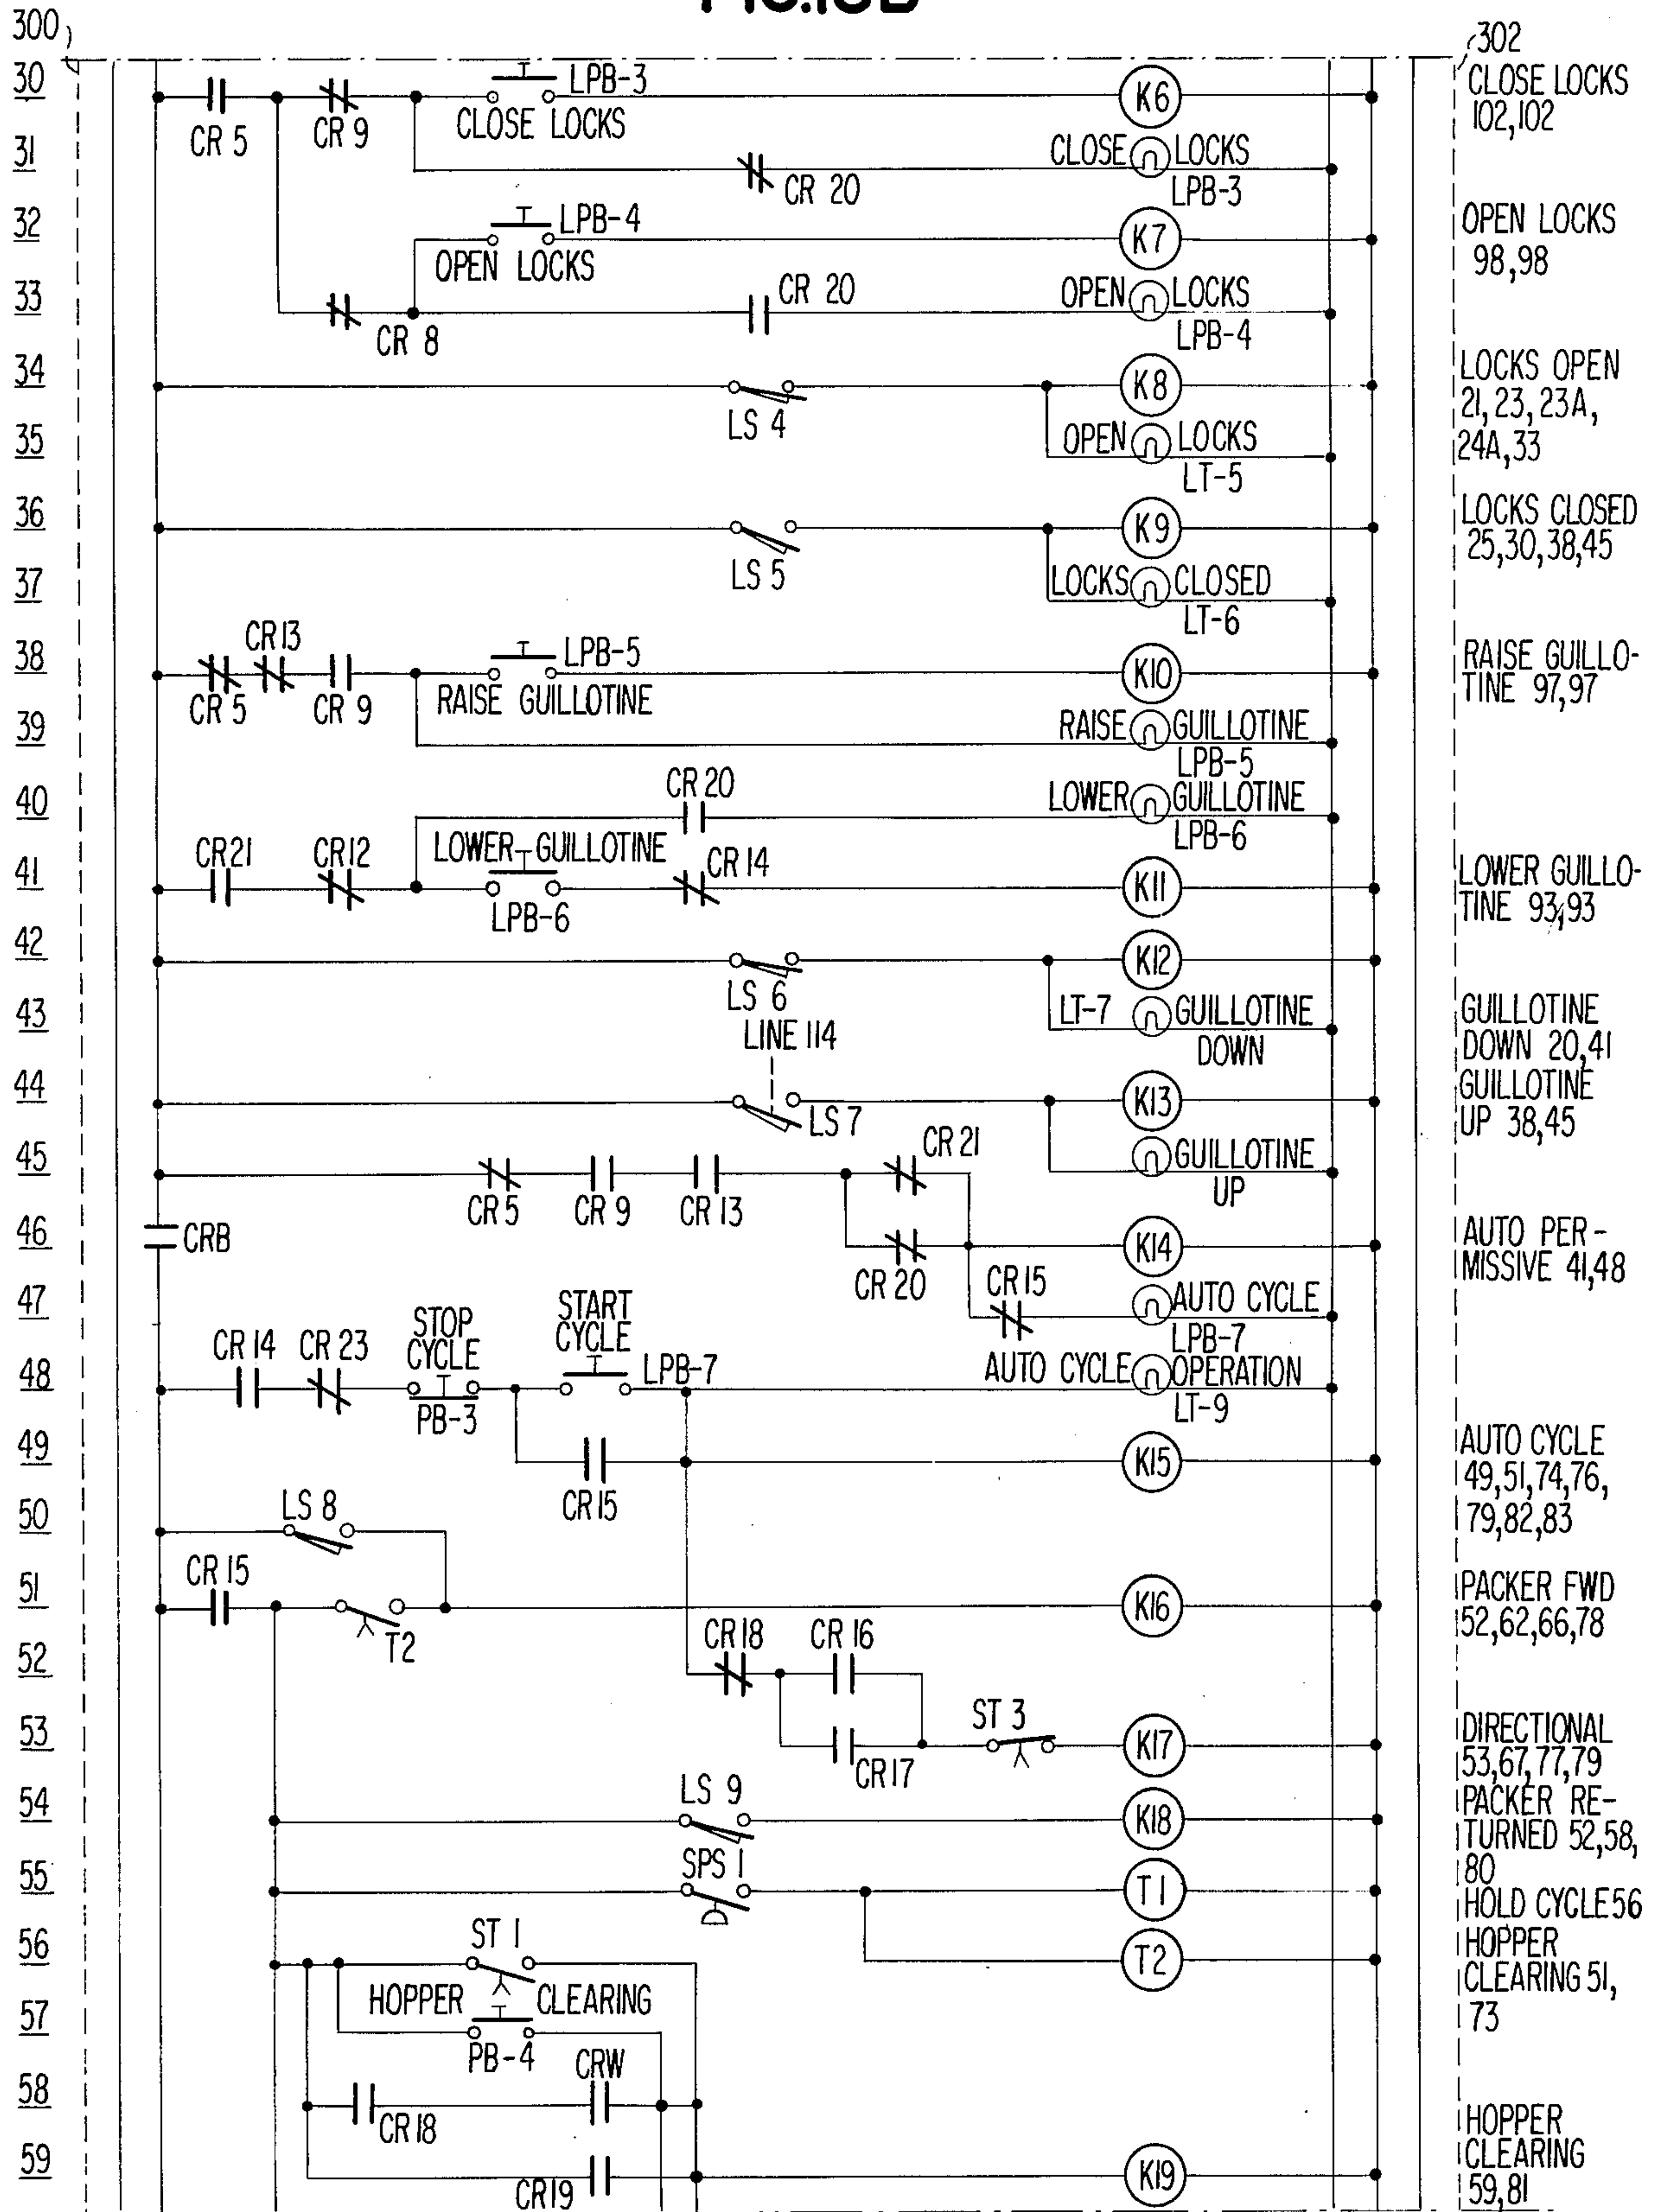 300
302
30
CR 5
CR 9
LPB-3
CLOSE LOCKS
K6
CLOSE LOCKS
102,102
31
CR 20
CLOSE LOCKS
LPB-3
32
LPB-4
OPEN LOCKS
K7
OPEN LOCKS
98,98
33
CR 8
CR 20
OPEN LOCKS
LPB-4
34
LS 4
K8
LOCKS OPEN
21, 23, 23A,
24A,33
35
OPEN LOCKS
LT-5
36
LS 5
K9
LOCKS CLOSED
25,30,38,45
37
LOCKS CLOSED
LT-6
38
CR 5
CR13
CR 9
LPB-5
RAISE GUILLOTINE
K10
RAISE GUILLO-
TINE 97,97
39
RAISE GUILLOTINE
LPB-5
40
CR 20
LOWER GUILLOTINE
LPB-6
41
CR21
CR12
LOWER GUILLOTINE
LPB-6
CR 14
K11
LOWER GUILLO-
TINE 93,93
42
LS 6
K12
43
LT-7
GUILLOTINE
DOWN
GUILLOTINE
DOWN 20,41
44
LINE 114
LS 7
K13
GUILLOTINE
UP 38,45
45
CR 5
CR 9
CR 13
CR 21
GUILLOTINE
UP
46
CRB
CR 20
K14
AUTO PER-
MISSIVE 41,48
47
CR 15
AUTO CYCLE
LPB-7
48
CR 14
CR 23
STOP
CYCLE
PB-3
START
CYCLE
LPB-7
AUTO CYCLE OPERATION
LT-9
49
CR 15
K15
AUTO CYCLE
49,51,74,76,
79,82,83
50
LS 8
51
CR 15
T2
K16
PACKER FWD
52,62,66,78
52
CR 18
CR 16
53
CR 17
ST 3
K17
DIRECTIONAL
53,67,77,79
54
LS 9
K18
PACKER RE-
TURNED 52,58,
80
55
SPS 1
T1
HOLD CYCLE 56
56
ST 1
T2
HOPPER
CLEARING 51,
73
57
HOPPER CLEARING
PB-4
58
CR 18
CRW
59
CR19
K19
HOPPER
CLEARING
59,81